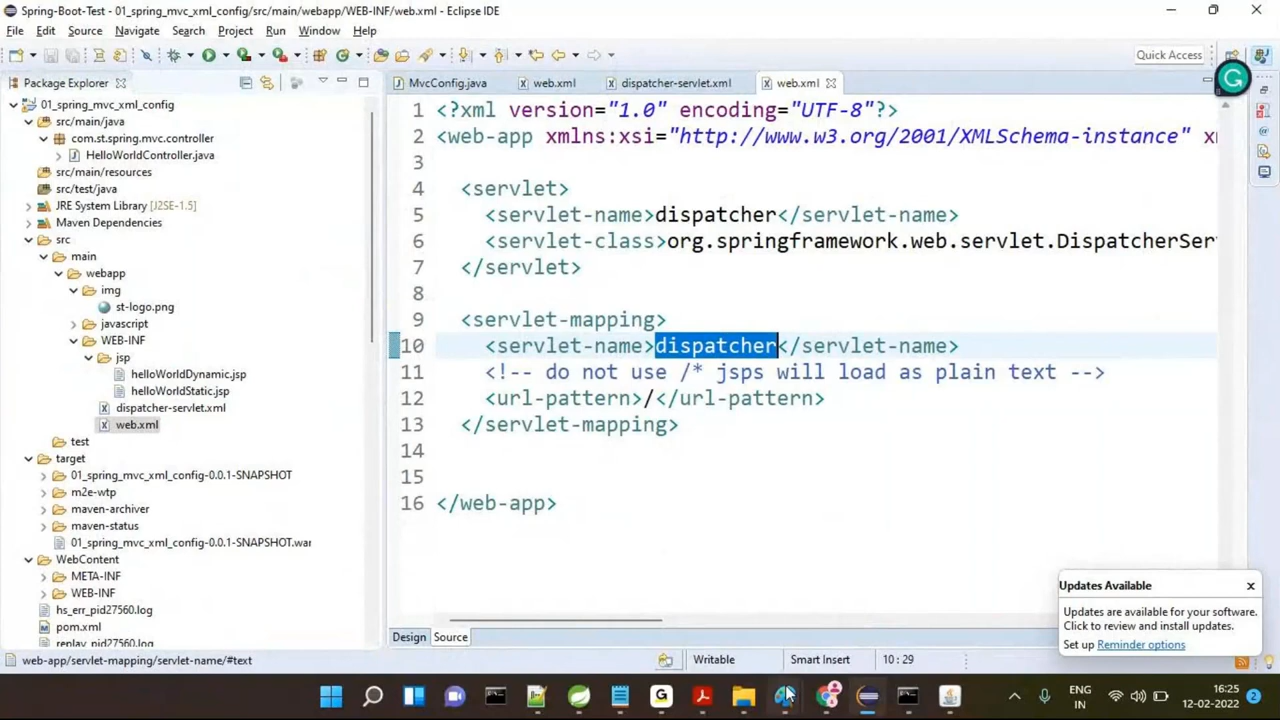 Spring-Boot-Test - 01_spring_mvc_xml_config/src/main/webapp/WEB-INF/web.xml - Eclipse IDE
File Edit Source Navigate Search Project Run Window Help
Quick Access
Package Explorer
MvcConfig.java web.xml dispatcher-servlet.xml web.xml
01_spring_mvc_xml_config
src/main/java
com.st.spring.mvc.controller
HelloWorldController.java
src/main/resources
src/test/java
JRE System Library [J2SE-1.5]
Maven Dependencies
src
main
webapp
img
st-logo.png
javascript
WEB-INF
jsp
helloWorldDynamic.jsp
helloWorldStatic.jsp
dispatcher-servlet.xml
web.xml
test
target
01_spring_mvc_xml_config-0.0.1-SNAPSHOT
m2e-wtp
maven-archiver
maven-status
01_spring_mvc_xml_config-0.0.1-SNAPSHOT.war
WebContent
META-INF
WEB-INF
hs_err_pid27560.log
pom.xml
replay_pid27560.log
1 <?xml version="1.0" encoding="UTF-8"?>
2 <web-app xmlns:xsi="http://www.w3.org/2001/XMLSchema-instance" xm
3
4 <servlet>
5 <servlet-name>dispatcher</servlet-name>
6 <servlet-class>org.springframework.web.servlet.DispatcherSer
7 </servlet>
8
9 <servlet-mapping>
10 <servlet-name>dispatcher</servlet-name>
11 <!-- do not use /* jsps will load as plain text -->
12 <url-pattern>/</url-pattern>
13 </servlet-mapping>
14
15
16 </web-app>
Design Source
Updates Available
Updates are available for your software.
Click to review and install updates.
Set up Reminder options
web-app/servlet-mapping/servlet-name/#text Writable Smart Insert 10 : 29
ENG
IN
16:25
12-02-2022
2